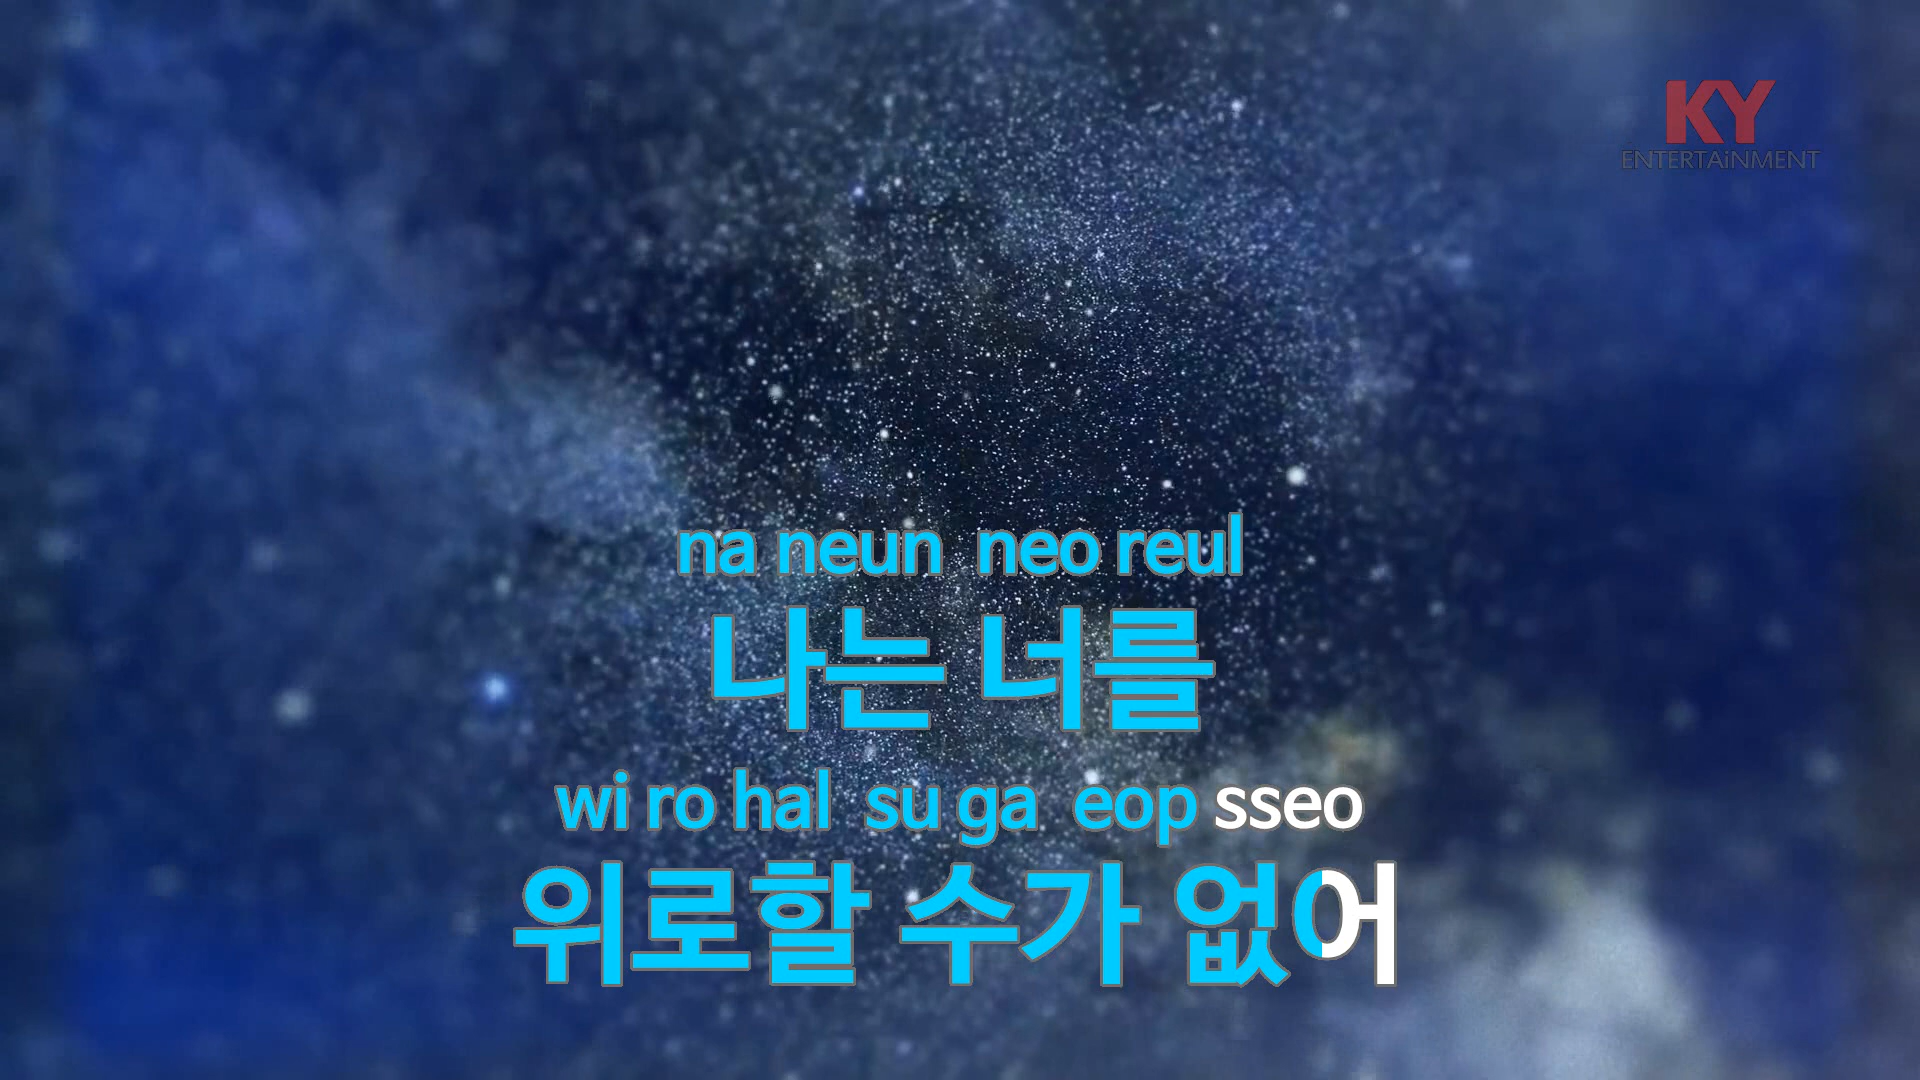 KY
ENTERTAiNMENT
na neun neo reul
나는 너를
wi ro hal su ga eop sseo
위로할 수가 없어